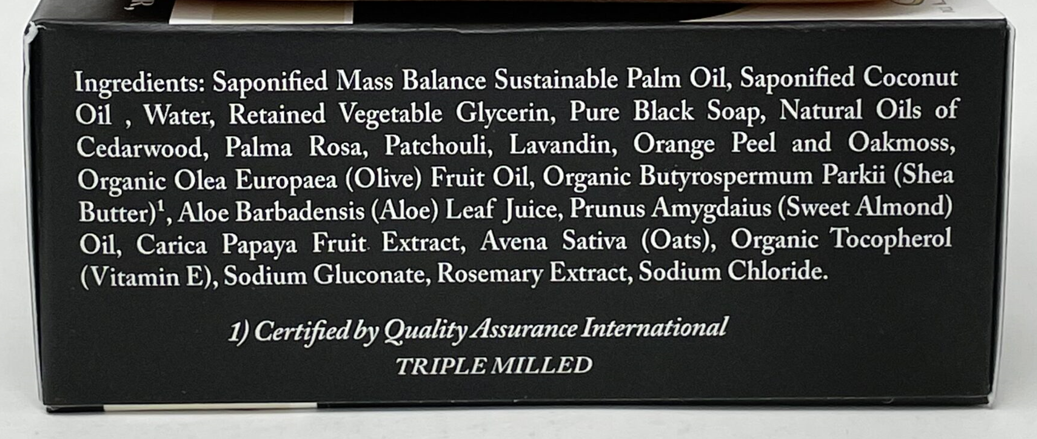 Ingredients: Saponified Mass Balance Sustainable Palm Oil, Saponified Coconut
Oil , Water, Retained Vegetable Glycerin, Pure Black Soap, Natural Oils of
Cedarwood, Palma Rosa, Patchouli, Lavandin, Orange Peel and Oakmoss,
Organic Olea Europaea (Olive) Fruit Oil, Organic Butyrospermum Parkii (Shea
Butter)¹, Aloe Barbadensis (Aloe) Leaf Juice, Prunus Amygdaius (Sweet Almond)
Oil, Carica Papaya Fruit Extract, Avena Sativa (Oats), Organic Tocopherol
(Vitamin E), Sodium Gluconate, Rosemary Extract, Sodium Chloride.
1) Certified by Quality Assurance International
TRIPLE MILLED